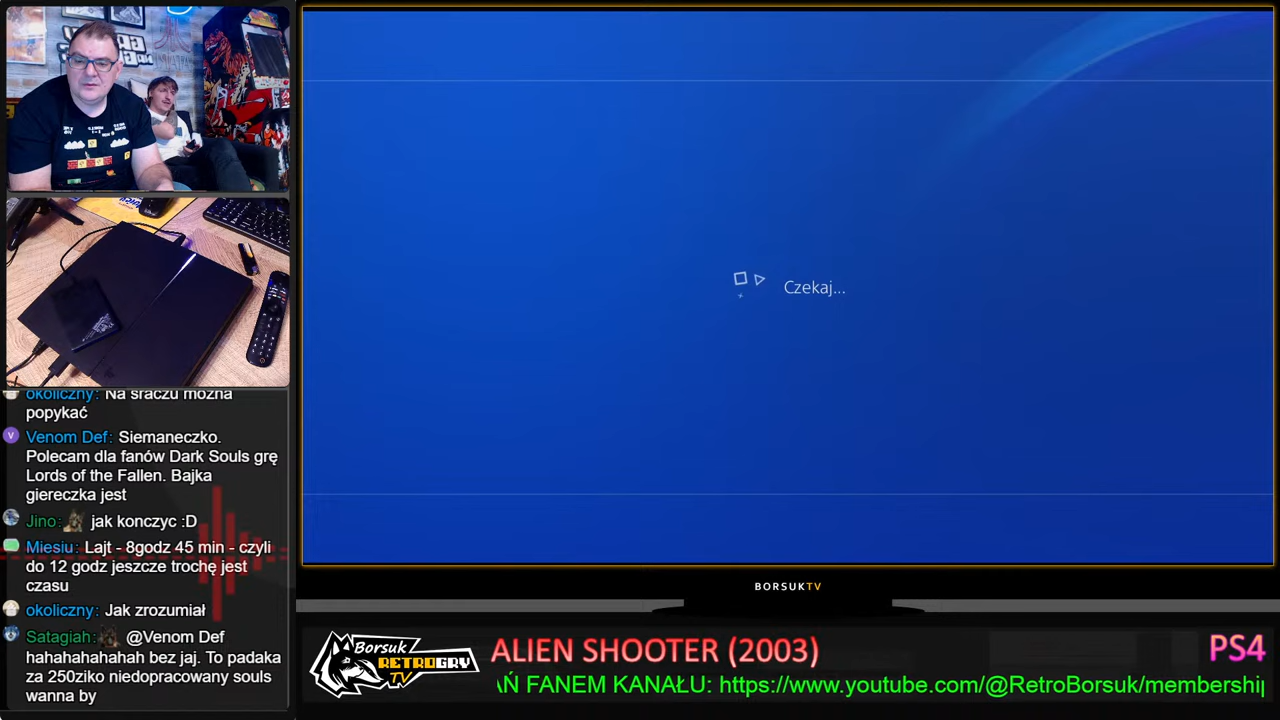 Czekaj...
okoliczny: Na sraczu można
popykać
Venom Def: Siemaneczko.
Polecam dla fanów Dark Souls grę
Lords of the Fallen. Bajka
giereczka jest
Jino: jak konczyc :D
Miesiu: Lajt - 8godz 45 min - czyli
do 12 godz jeszcze trochę jest
czasu
okoliczny: Jak zrozumiał
Satagiah: @Venom Def
hahahahahahah bez jaj. To padaka
za 250ziko niedopracowany souls
wanna by
BORSUKTV
Borsuk
RETROGRY
TV
ALIEN SHOOTER (2003)
PS4
AŃ FANEM KANAŁU: https://www.youtube.com/@RetroBorsuk/membership